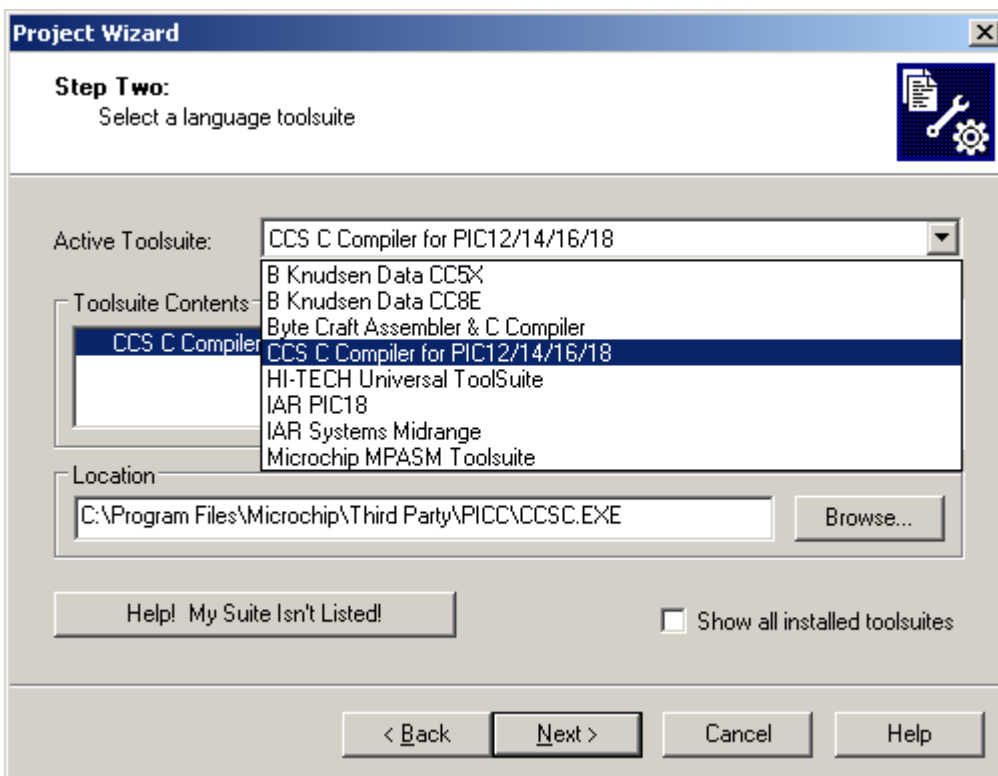 Project Wizard
Step Two:
Select a language toolsuite
Active Toolsuite:
CCS C Compiler for PIC12/14/16/18
B Knudsen Data CC5X
B Knudsen Data CC8E
Byte Craft Assembler & C Compiler
CCS C Compiler for PIC12/14/16/18
HI-TECH Universal ToolSuite
IAR PIC18
IAR Systems Midrange
Microchip MPASM Toolsuite
Toolsuite Contents
CCS C Compiler
Location
C:\Program Files\Microchip\Third Party\PICC\CCSC.EXE
Browse...
Help! My Suite Isn't Listed!
Show all installed toolsuites
< Back
Next >
Cancel
Help